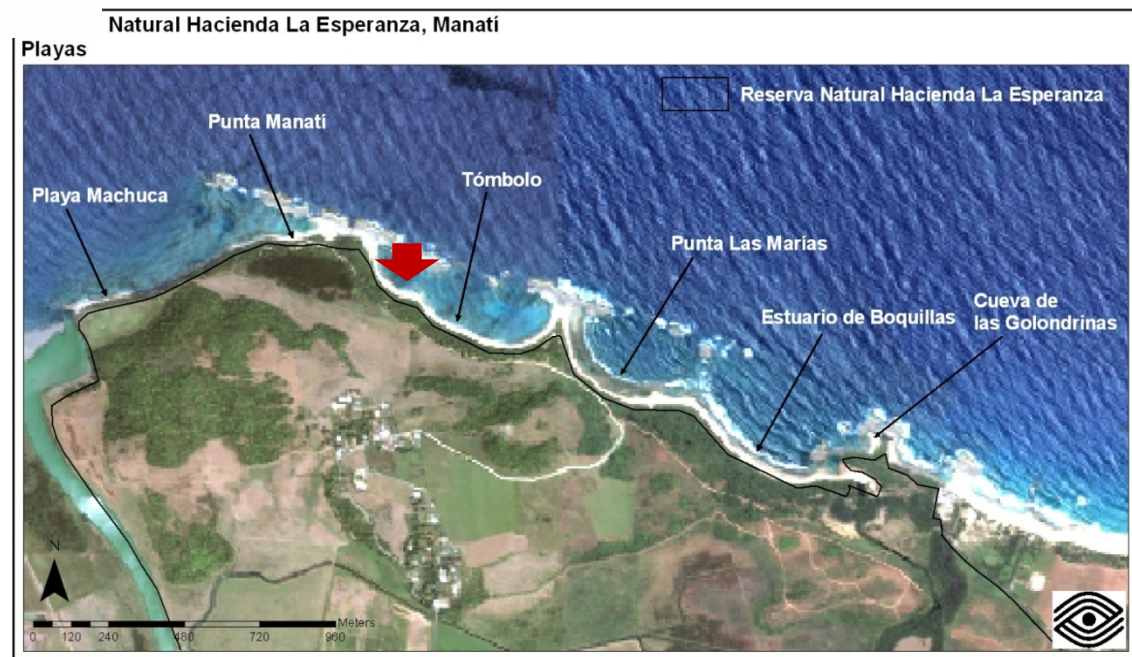 Natural Hacienda La Esperanza, Manatí
Playas
Reserva Natural Hacienda La Esperanza
Punta Manatí
Tómbolo
Playa Machuca
Punta Las Marías
Cueva de
las Golondrinas
Estuario de Boquillas
N
Meters
0 120 240 480 720 960